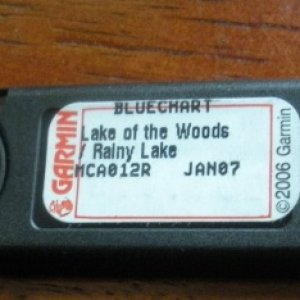 BLUECHART
Lake of the Woods
/ Rainy Lake
MCA012R JAN07
GARMIN
©2006 Garmin